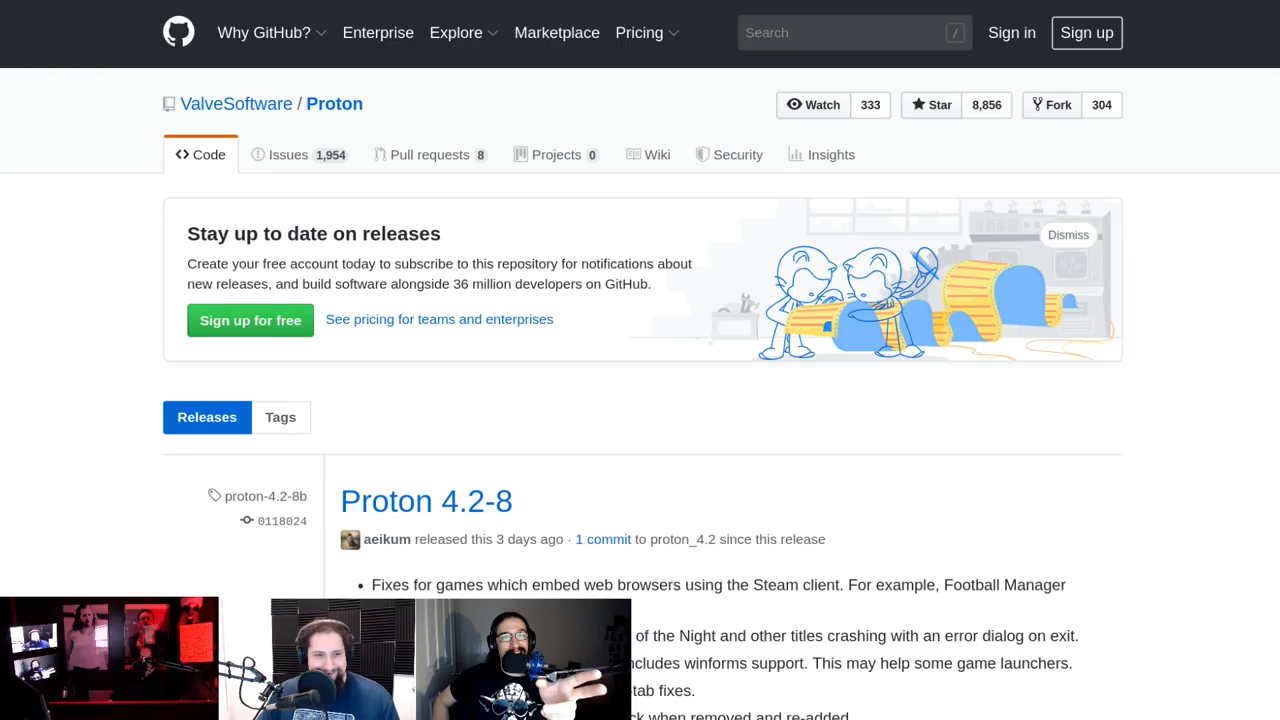 Why GitHub? Enterprise Explore Marketplace Pricing Search / Sign in Sign up
ValveSoftware / Proton Watch 333 Star 8,856 Fork 304
Code Issues 1,954 Pull requests 8 Projects 0 Wiki Security Insights
Stay up to date on releases
Dismiss
Create your free account today to subscribe to this repository for notifications about
new releases, and build software alongside 36 million developers on GitHub.
Sign up for free See pricing for teams and enterprises
Releases Tags
proton-4.2-8b
0118024
Proton 4.2-8
aeikum released this 3 days ago · 1 commit to proton_4.2 since this release
• Fixes for games which embed web browsers using the Steam client. For example, Football Manager
of the Night and other titles crashing with an error dialog on exit.
ncludes winforms support. This may help some game launchers.
tab fixes.
ck when removed and re-added